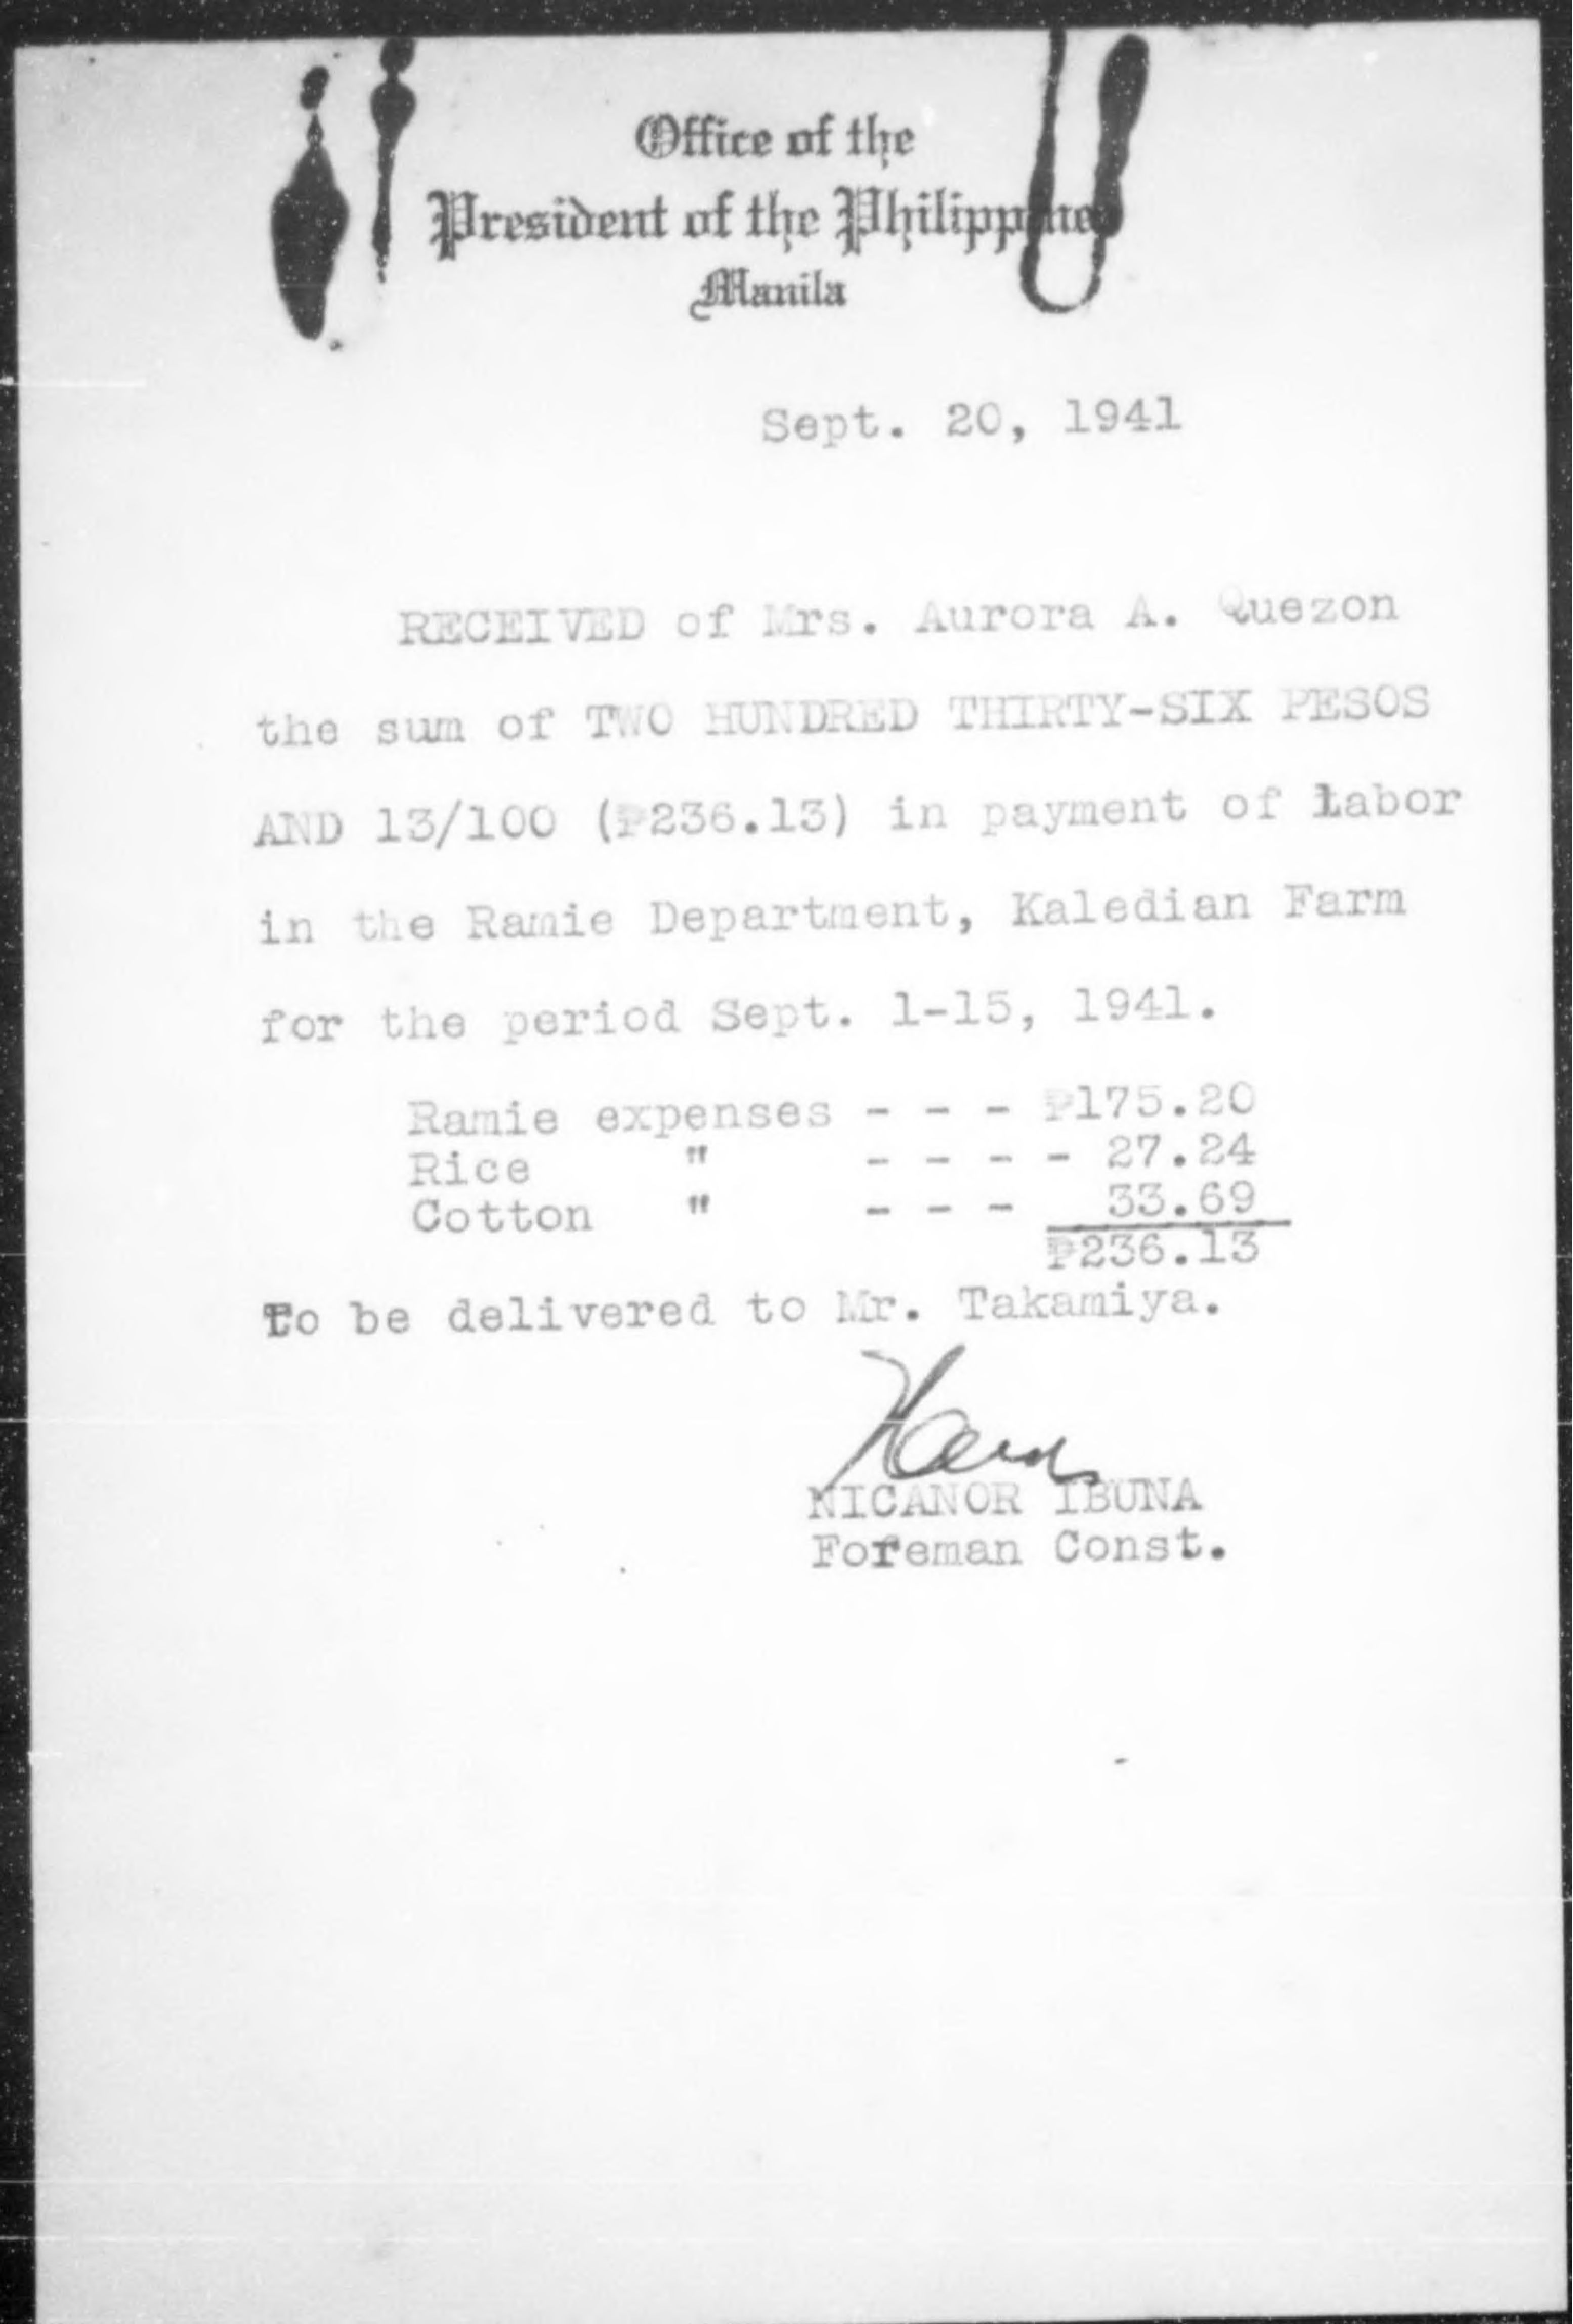 Office of the
President of the Philippines
Manila
Sept. 20, 1941
RECEIVED of Mrs. Aurora A. Quezon
the sum of TWO HUNDRED THIRTY-SIX PESOS
AND 13/100 (₱236.13) in payment of Labor
in the Ramie Department, Kaledian Farm
for the period Sept. 1-15, 1941.
Ramie expenses - - - ₱175.20
Rice " - - - - 27.24
Cotton " - - - 33.69
₱236.13
To be delivered to Mr. Takamiya.
NICANOR IBUNA
Foreman Const.